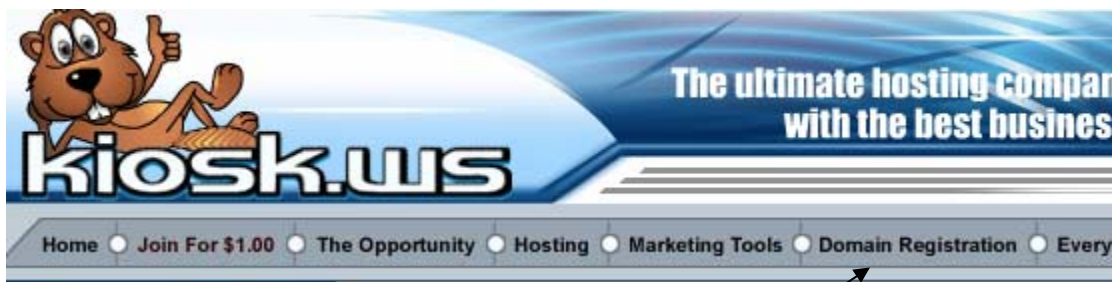 kiosk.ws
The ultimate hosting compar
with the best busines
Home Join For $1.00 The Opportunity Hosting Marketing Tools Domain Registration Every